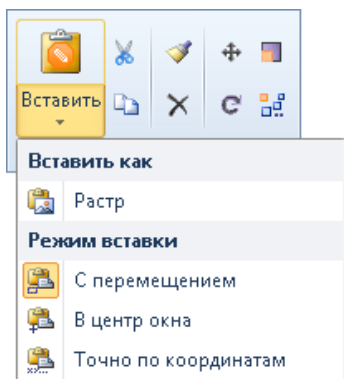 Вставить
Вставить как
Растр
Режим вставки
С перемещением
В центр окна
Точно по координатам